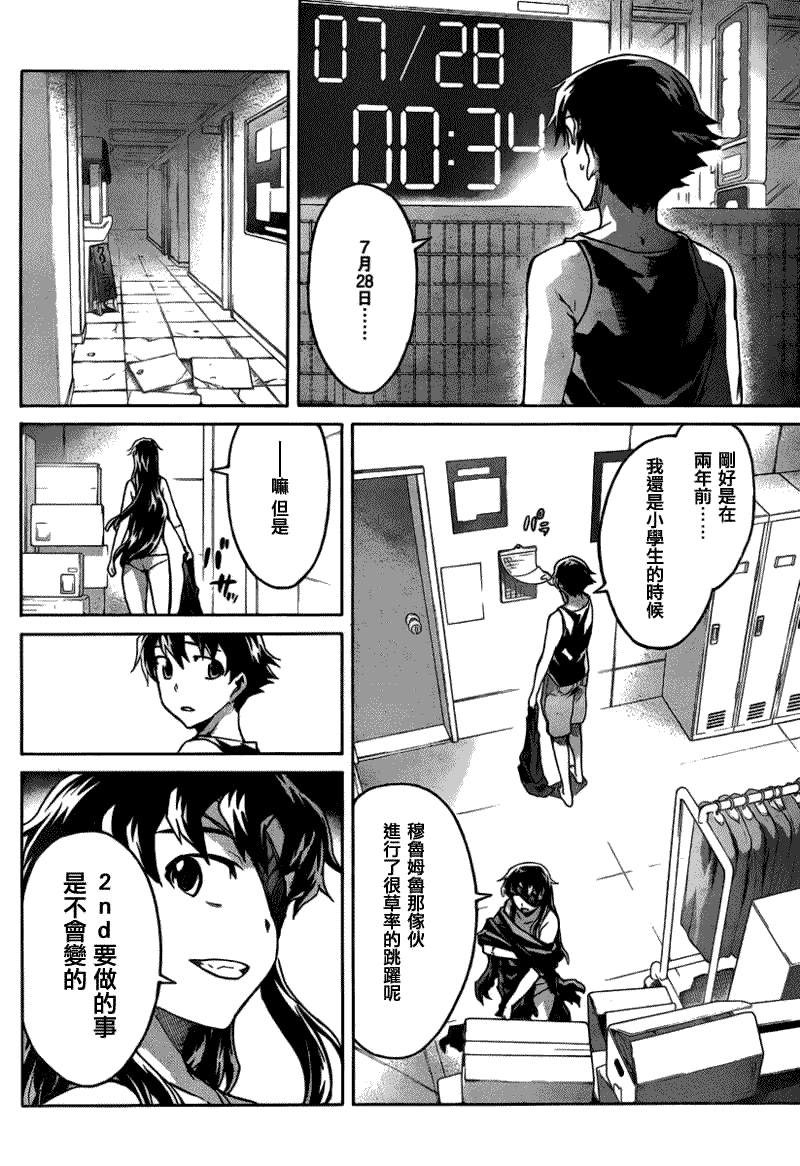 07/28
00:34
7月28日……
剛好是在
兩年前……
我還是小學生的時候
パラ
穆魯姆魯那傢伙
進行了很草率的跳躍呢
——嘛但是
2nd要做的事
是不會變的